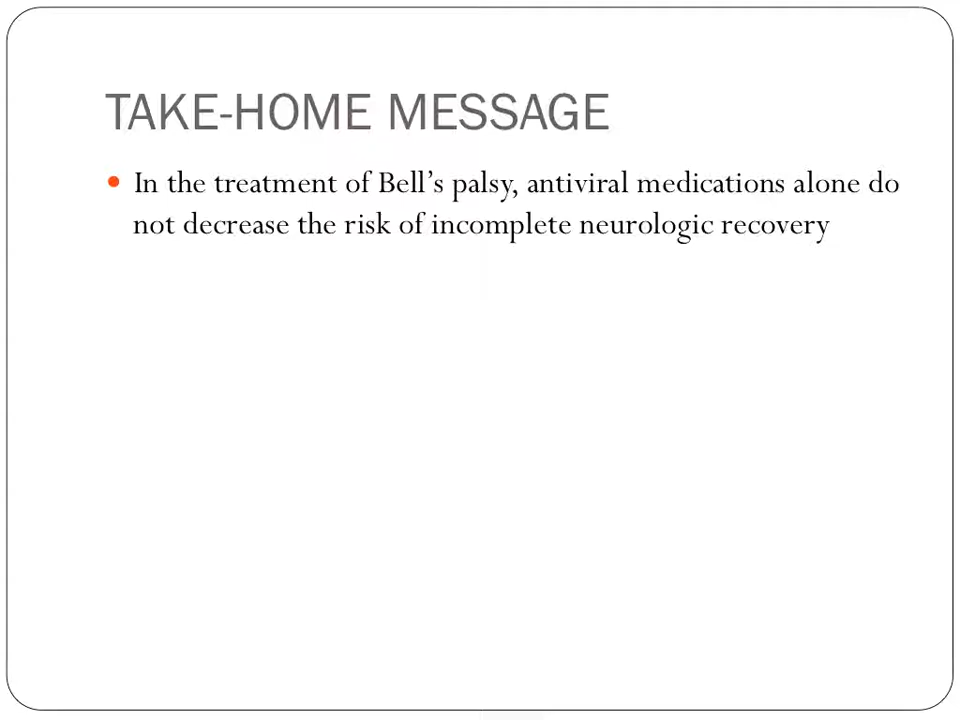 TAKE-HOME MESSAGE
• In the treatment of Bell’s palsy, antiviral medications alone do
not decrease the risk of incomplete neurologic recovery